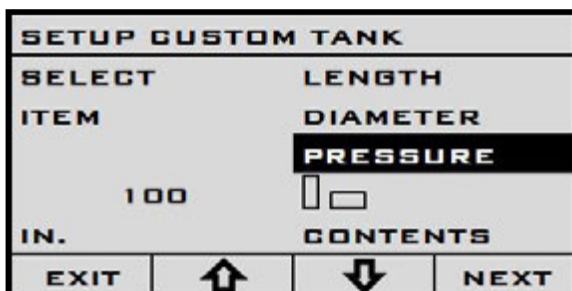 SETUP CUSTOM TANK
SELECT LENGTH
ITEM DIAMETER
PRESSURE
100
IN. CONTENTS
EXIT NEXT